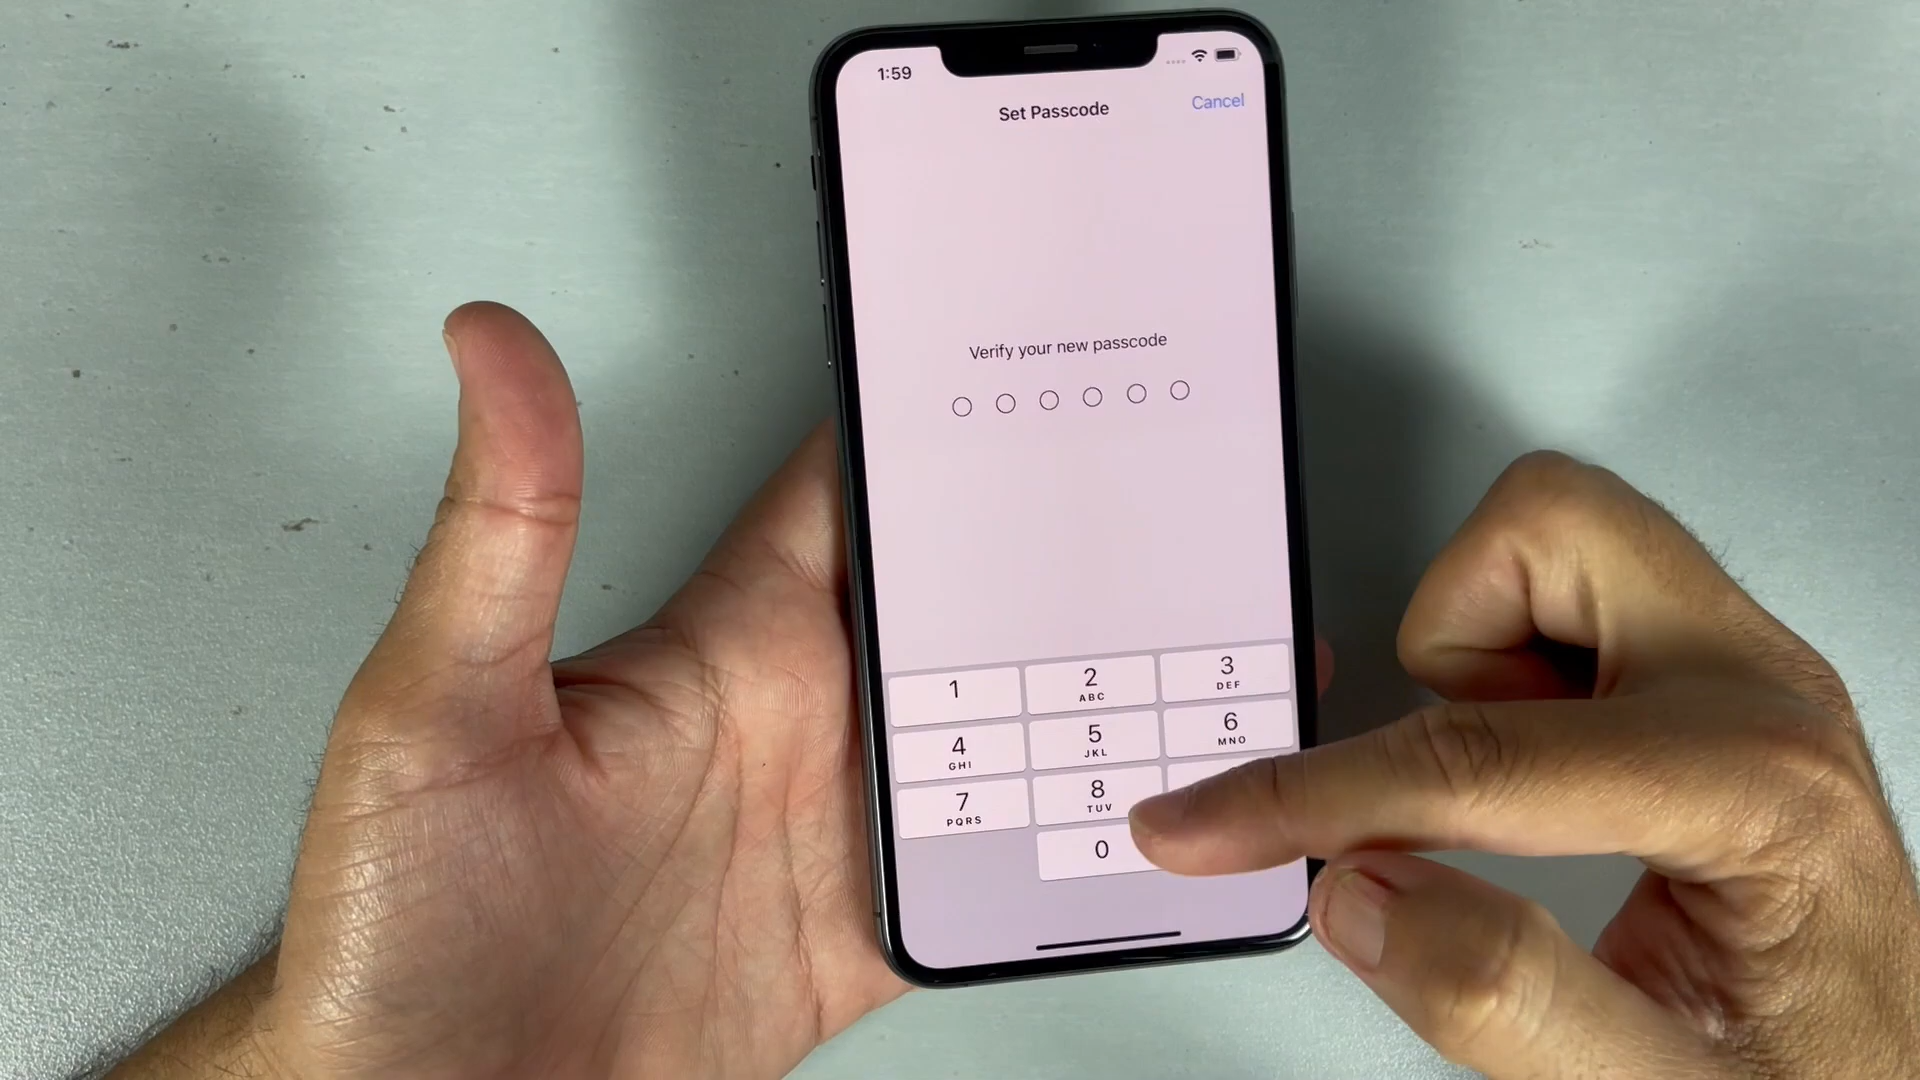 1:59
Set Passcode
Cancel
Verify your new passcode
1
2
ABC
3
DEF
4
GHI
5
JKL
6
MNO
7
PQRS
8
TUV
0